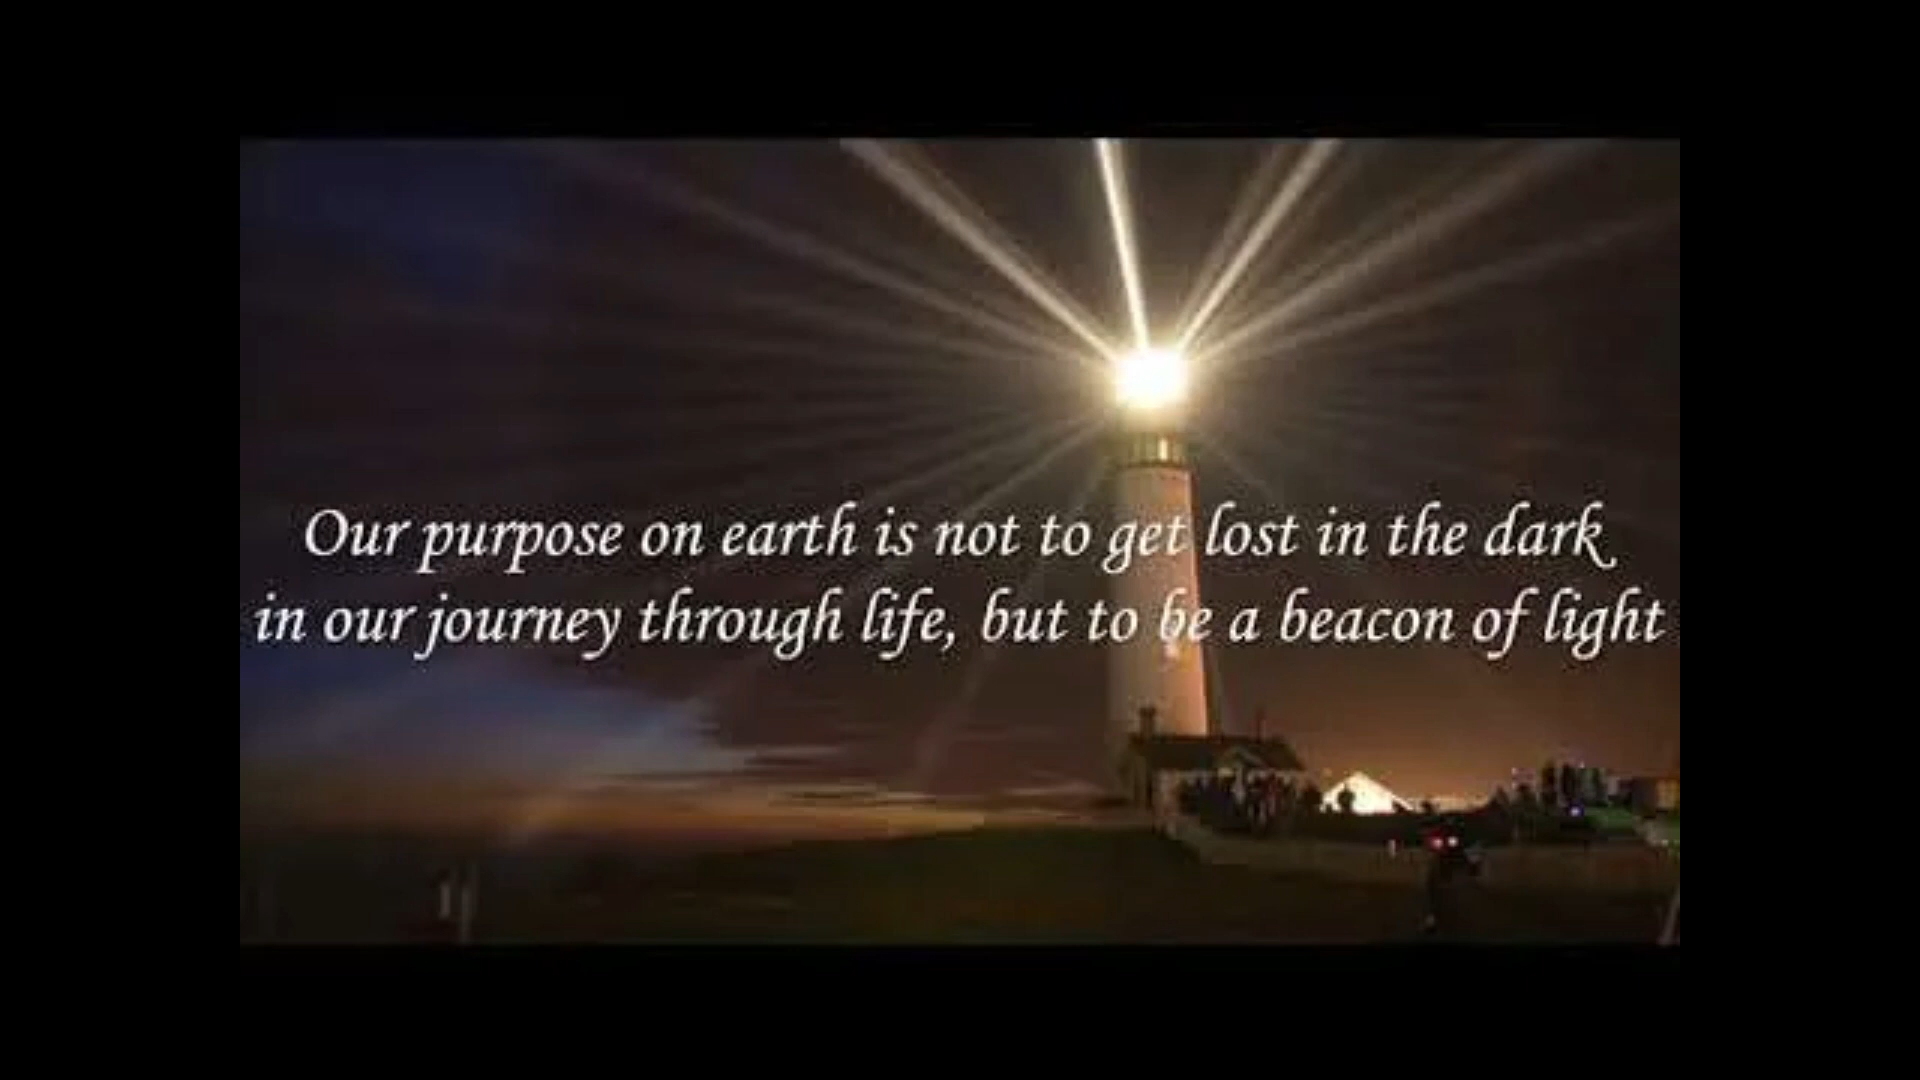 Our purpose on earth is not to get lost in the dark
in our journey through life, but to be a beacon of light